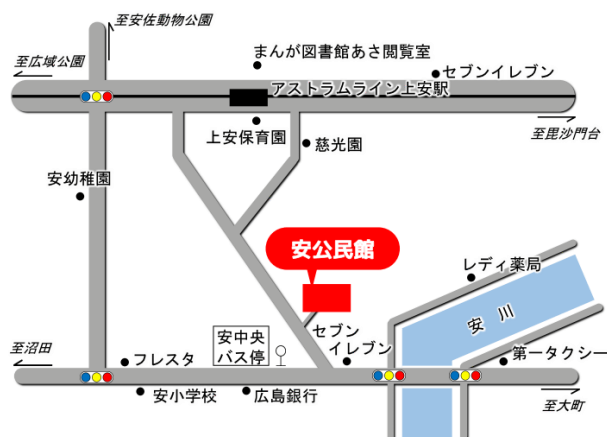 至安佐動物公園
まんが図書館あさ閲覧室
至広域公園
セブンイレブン
アストラムライン上安駅
至毘沙門台
上安保育園
慈光園
安幼稚園
安公民館
レディ薬局
安川
安中央
バス停
セブン
イレブン
至沼田
フレスタ
第一タクシー
安小学校
広島銀行
至大町